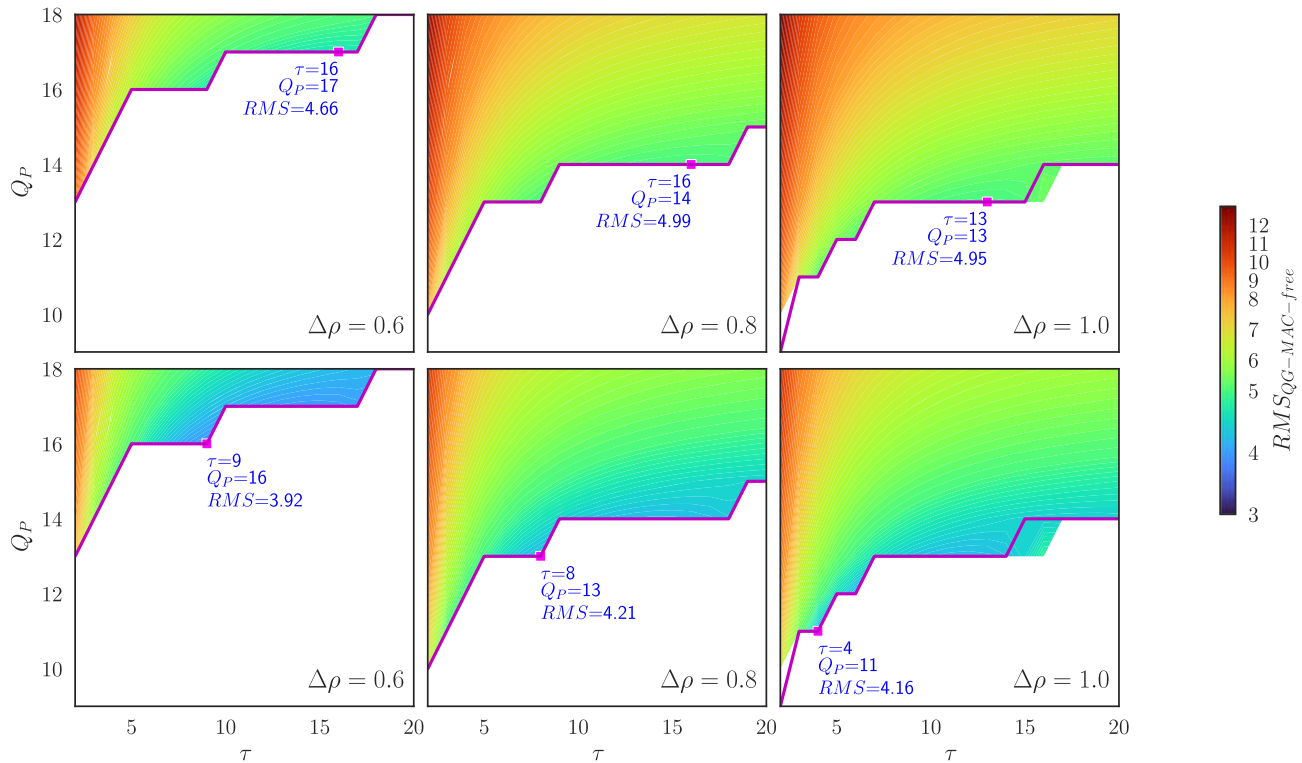 18
16
14
12
10
Q_P
τ=16
Q_P=17
RMS=4.66
Δρ = 0.6
τ=16
Q_P=14
RMS=4.99
Δρ = 0.8
τ=13
Q_P=13
RMS=4.95
Δρ = 1.0
18
16
14
12
10
Q_P
τ=9
Q_P=16
RMS=3.92
Δρ = 0.6
τ=8
Q_P=13
RMS=4.21
Δρ = 0.8
τ=4
Q_P=11
RMS=4.16
Δρ = 1.0
5 10 15 20
τ
5 10 15 20
τ
5 10 15 20
τ
12
11
10
9
8
7
6
5
4
3
RMS_{QG-MAC-free}